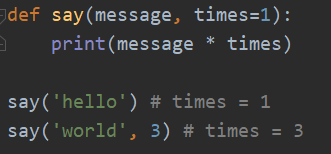 def say(message, times=1):
    print(message * times)
say('hello') # times = 1
say('world', 3) # times = 3